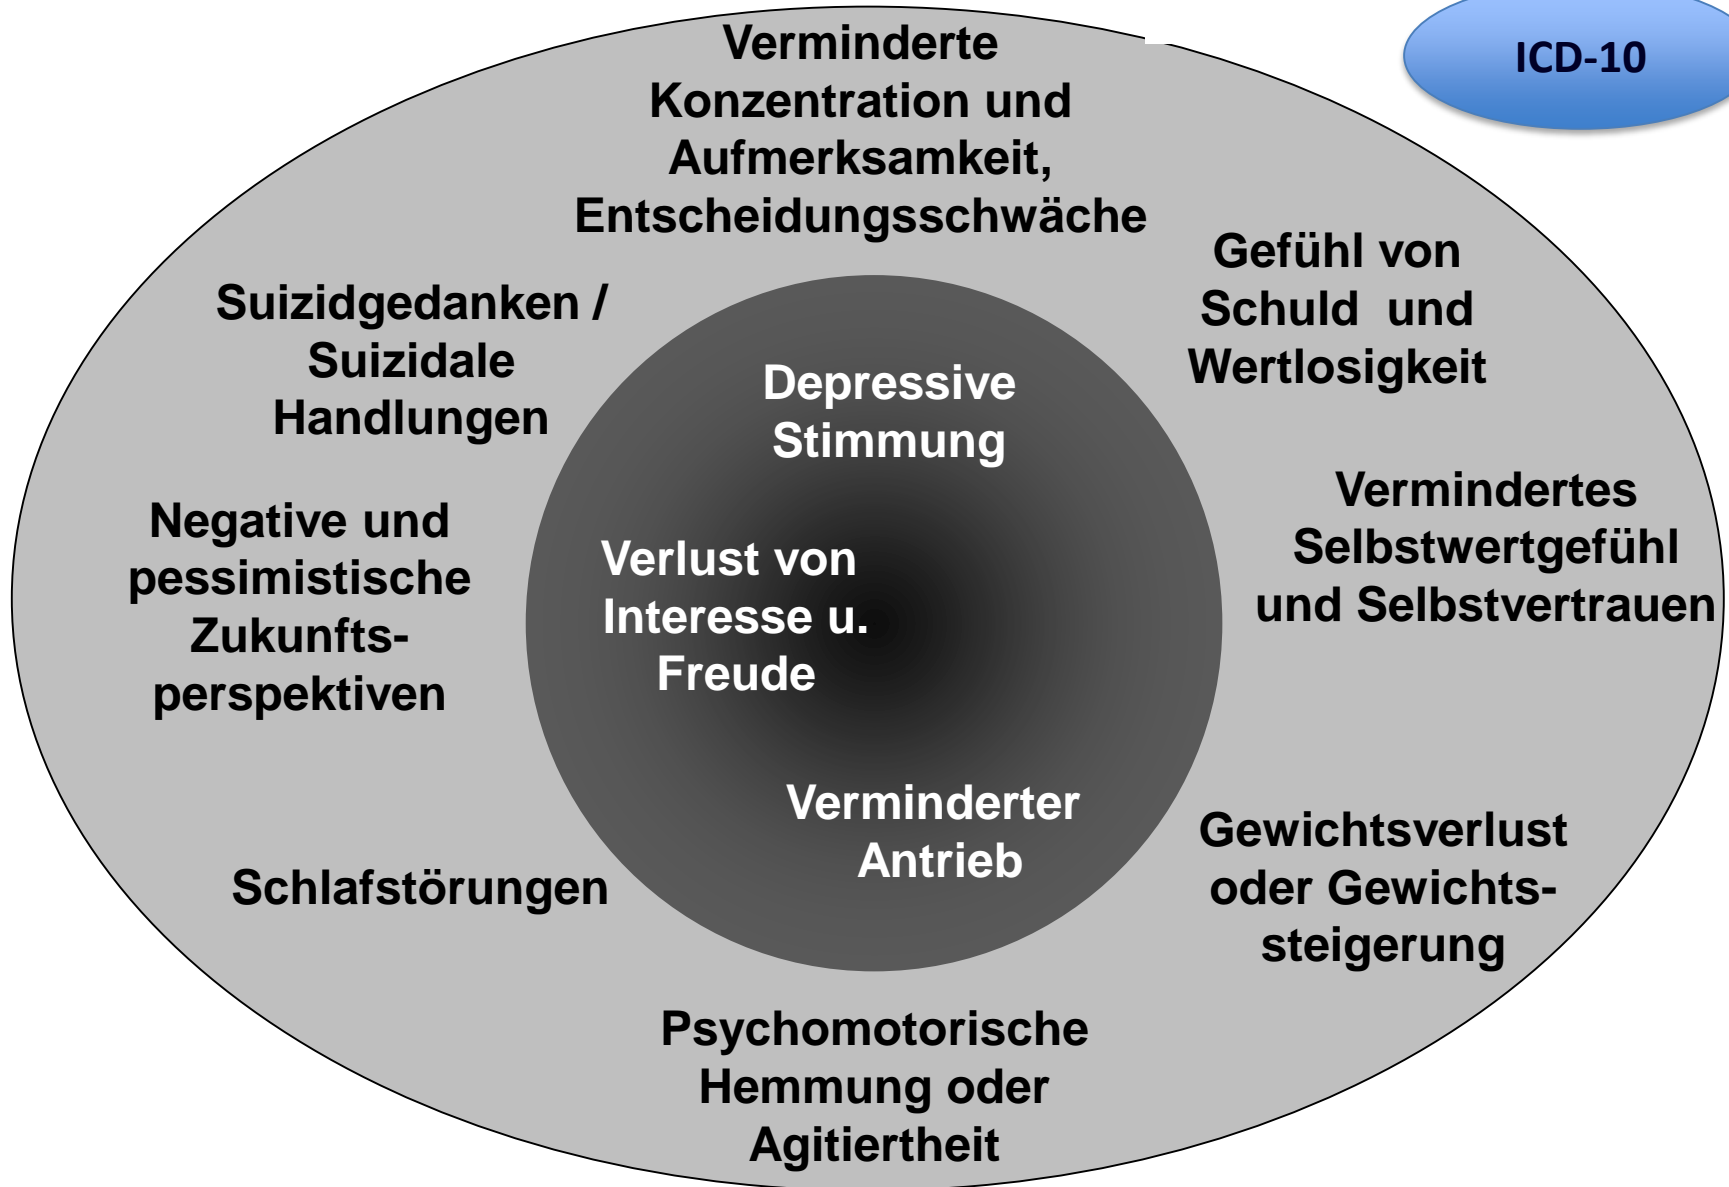 ICD-10
Verminderte
Konzentration und
Aufmerksamkeit,
Entscheidungsschwäche
Gefühl von
Schuld und
Wertlosigkeit
Suizidgedanken /
Suizidale
Handlungen
Depressive
Stimmung
Vermindertes
Selbstwertgefühl
und Selbstvertrauen
Negative und
pessimistische
Zukunfts-
perspektiven
Verlust von
Interesse u.
Freude
Verminderter
Antrieb
Gewichtsverlust
oder Gewichts-
steigerung
Schlafstörungen
Psychomotorische
Hemmung oder
Agitiertheit